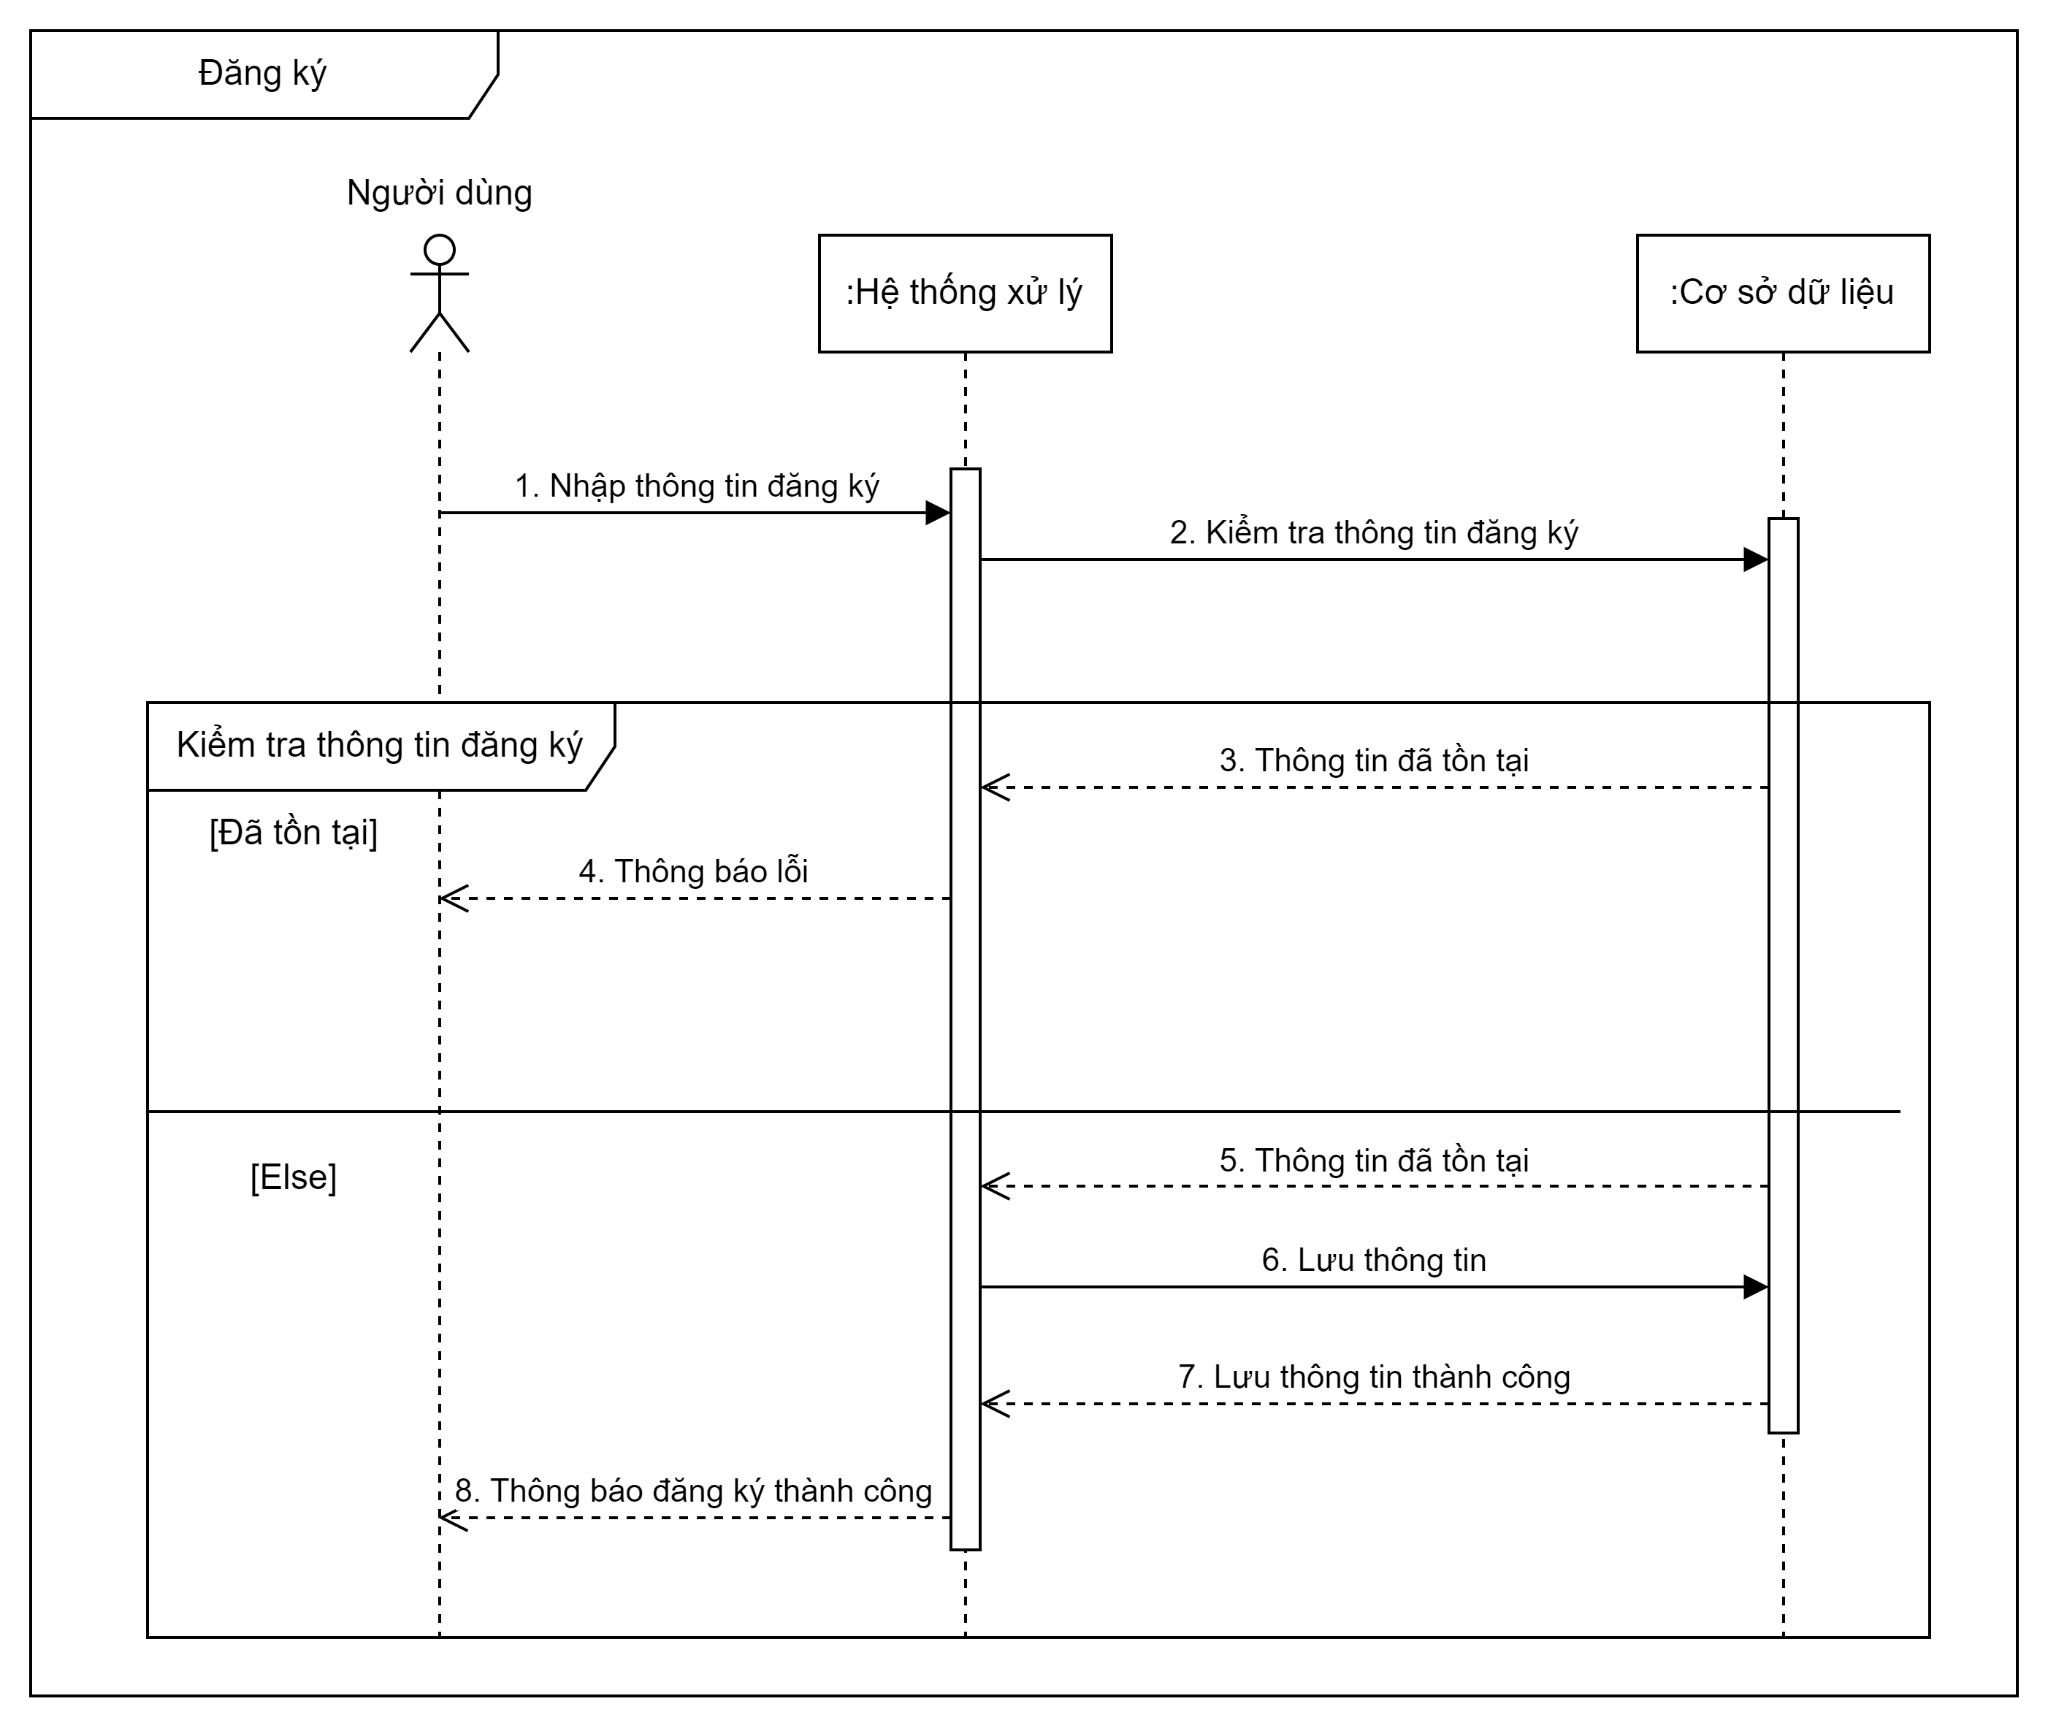 Đăng ký
Người dùng
:Hệ thống xử lý
:Cơ sở dữ liệu
1. Nhập thông tin đăng ký
2. Kiểm tra thông tin đăng ký
Kiểm tra thông tin đăng ký
3. Thông tin đã tồn tại
[Đã tồn tại]
4. Thông báo lỗi
5. Thông tin đã tồn tại
[Else]
6. Lưu thông tin
7. Lưu thông tin thành công
8. Thông báo đăng ký thành công